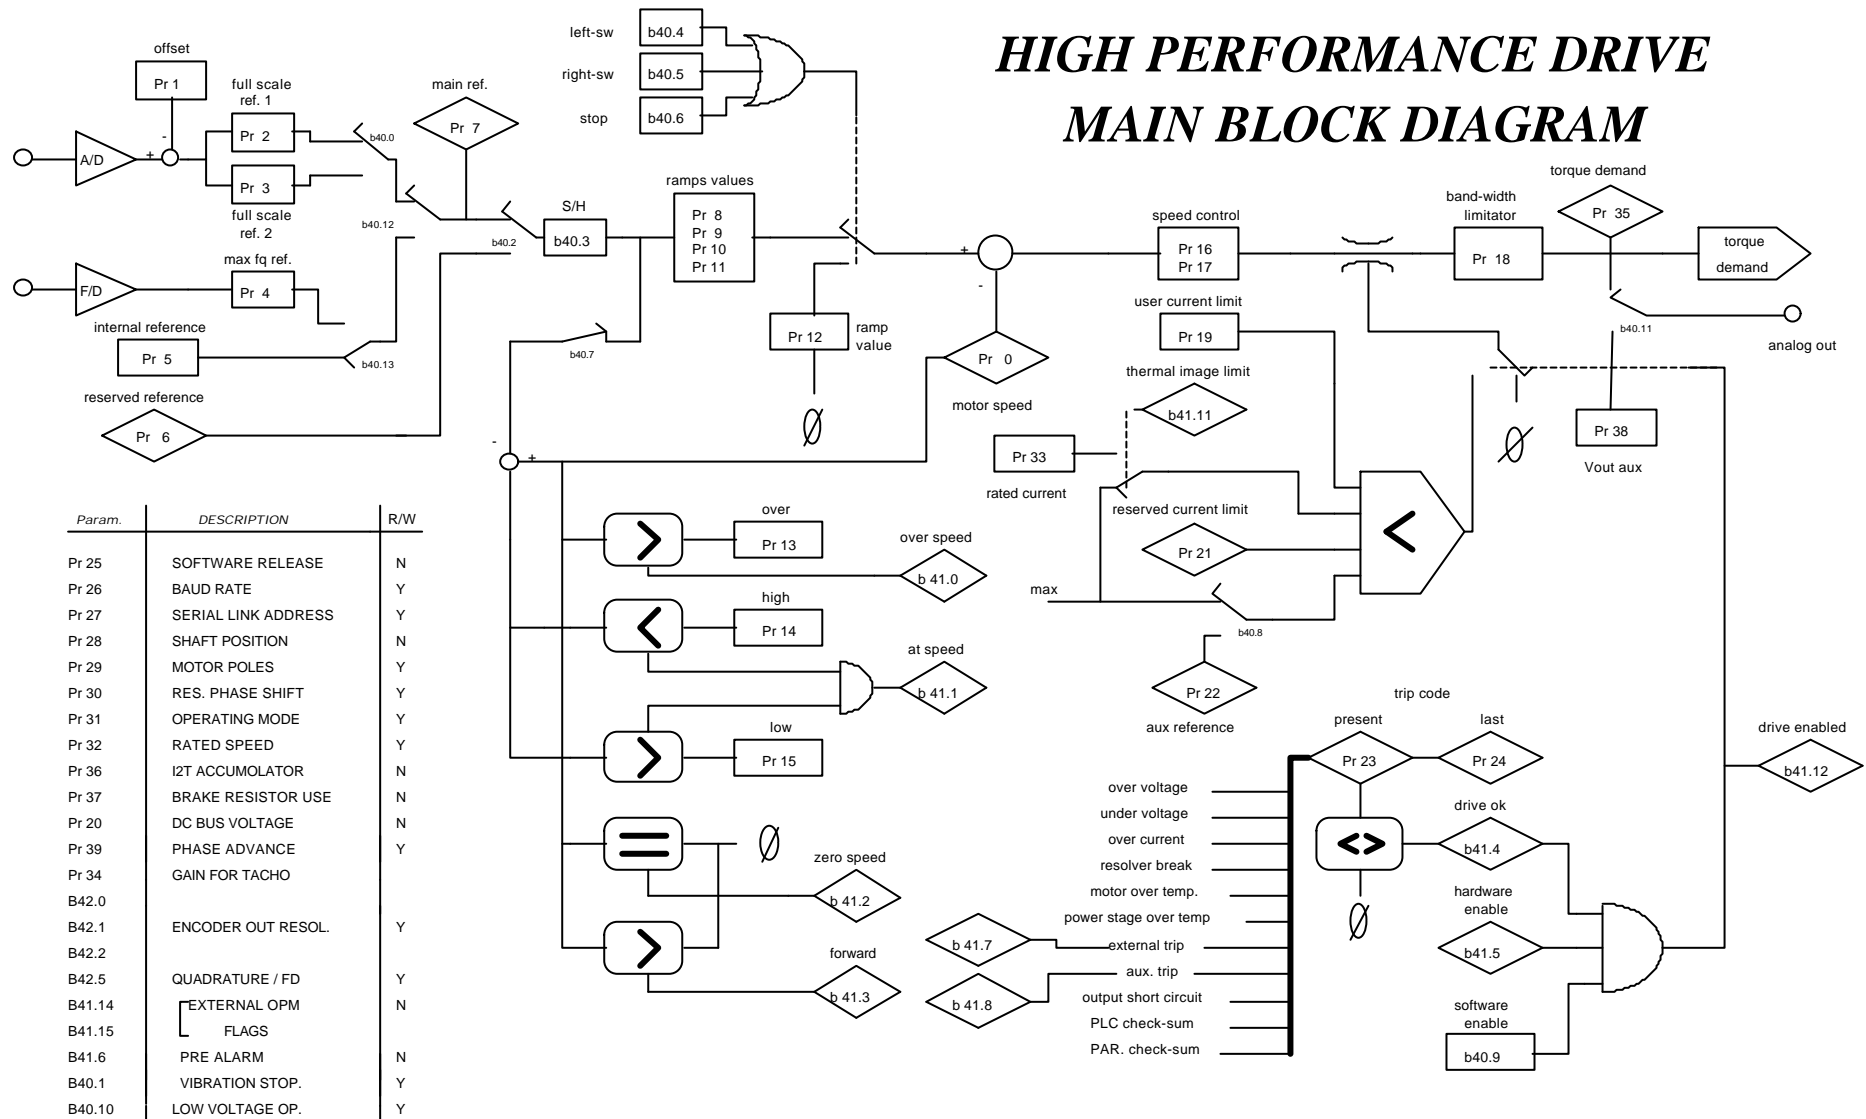 HIGH PERFORMANCE DRIVE
MAIN BLOCK DIAGRAM
left-sw
b40.4
right-sw
b40.5
stop
b40.6
offset
Pr 1
-
+
A/D
full scale
ref. 1
Pr 2
Pr 3
full scale
ref. 2
b40.0
main ref.
Pr 7
b40.12
max fq ref.
F/D
Pr 4
internal reference
Pr 5
b40.13
reserved reference
Pr 6
b40.2
S/H
b40.3
ramps values
Pr 8
Pr 9
Pr 10
Pr 11
b40.7
Pr 12
ramp
value
+
-
Pr 0
motor speed
speed control
Pr 16
Pr 17
band-width
limitator
Pr 18
torque demand
Pr 35
torque
demand
b40.11
analog out
Pr 38
Vout aux
user current limit
Pr 19
thermal image limit
b41.11
Pr 33
rated current
reserved current limit
Pr 21
max
b40.8
Pr 22
aux reference
<
-
+
>
over
Pr 13
over speed
b 41.0
<
high
Pr 14
at speed
b 41.1
>
low
Pr 15
=
zero speed
b 41.2
>
forward
b 41.3
trip code
present
last
Pr 23
Pr 24
drive enabled
b41.12
over voltage
under voltage
over current
resolver break
motor over temp.
power stage over temp
b 41.7
external trip
b 41.8
aux. trip
output short circuit
PLC check-sum
PAR. check-sum
<>
drive ok
b41.4
hardware
enable
b41.5
software
enable
b40.9
Param. DESCRIPTION R/W
Pr 25 SOFTWARE RELEASE N
Pr 26 BAUD RATE Y
Pr 27 SERIAL LINK ADDRESS Y
Pr 28 SHAFT POSITION N
Pr 29 MOTOR POLES Y
Pr 30 RES. PHASE SHIFT Y
Pr 31 OPERATING MODE Y
Pr 32 RATED SPEED Y
Pr 36 I2T ACCUMOLATOR N
Pr 37 BRAKE RESISTOR USE N
Pr 20 DC BUS VOLTAGE N
Pr 39 PHASE ADVANCE Y
Pr 34 GAIN FOR TACHO
B42.0
B42.1 ENCODER OUT RESOL. Y
B42.2
B42.5 QUADRATURE / FD Y
B41.14 EXTERNAL OPM N
B41.15 FLAGS
B41.6 PRE ALARM N
B40.1 VIBRATION STOP. Y
B40.10 LOW VOLTAGE OP. Y